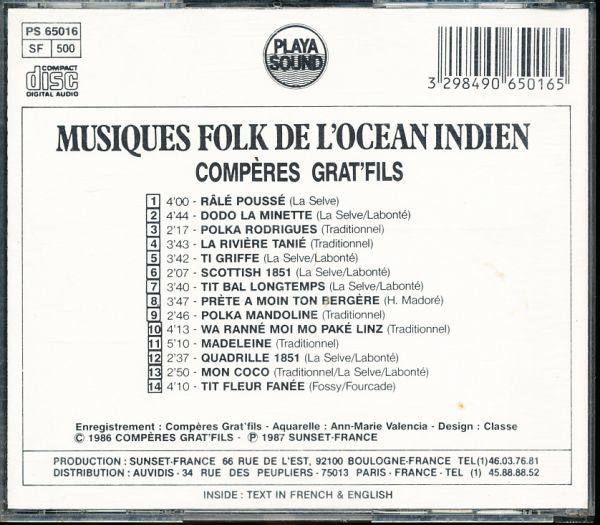 PS 65016
SF 500
COMPACT
disc
DIGITAL AUDIO
PLAYA
SOUND
3 298490 650165
MUSIQUES FOLK DE L'OCEAN INDIEN
COMPÈRES GRAT'FILS
1 4'00 - RÂLÉ POUSSÉ (La Selve)
2 4'44 - DODO LA MINETTE (La Selve/Labonté)
3 2'17 - POLKA RODRIGUES (Traditionnel)
4 3'43 - LA RIVIÈRE TANIÉ (Traditionnel)
5 3'42 - TI GRIFFE (La Selve/Labonté)
6 2'07 - SCOTTISH 1851 (La Selve/Labonté)
7 3'40 - TIT BAL LONGTEMPS (La Selve/Labonté)
8 3'47 - PRÈTE A MOIN TON BERGÈRE (H. Madoré)
9 2'46 - POLKA MANDOLINE (Traditionnel)
10 4'13 - WA RANNÉ MOI MO PAKÉ LINZ (Traditionnel)
11 5'10 - MADELEINE (Traditionnel)
12 2'37 - QUADRILLE 1851 (La Selve/Labonté)
13 2'50 - MON COCO (Traditionnel/La Selve/Labonté)
14 4'10 - TIT FLEUR FANÉE (Fossy/Fourcade)
Enregistrement : Compères Grat'fils - Aquarelle : Ann-Marie Valencia - Design : Classe
© 1986 COMPÈRES GRAT'FILS - ℗ 1987 SUNSET-FRANCE
PRODUCTION : SUNSET-FRANCE 66 RUE DE L'EST, 92100 BOULOGNE-FRANCE TEL(1)46.03.76.81
DISTRIBUTION : AUVIDIS - 34 RUE DES PEUPLIERS - 75013 PARIS - FRANCE - TEL (1) 45.88.88.52
INSIDE : TEXT IN FRENCH & ENGLISH